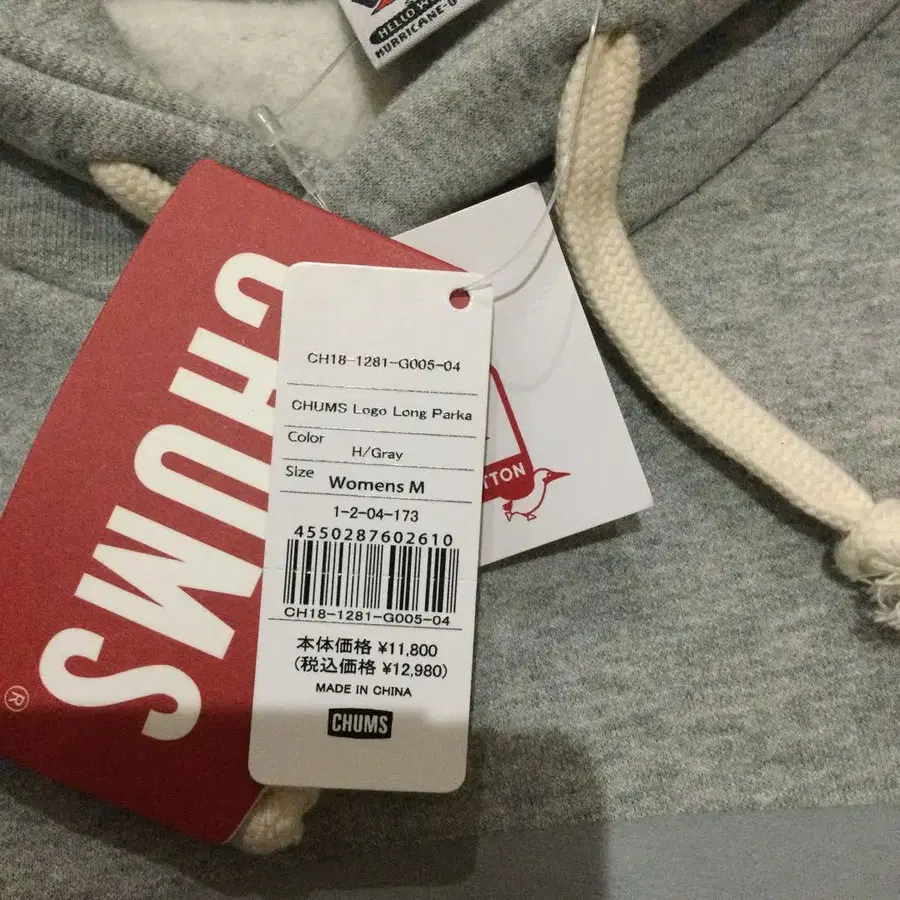 HELLO
HURRICANE
CHUMS
®
CH18-1281-G005-04
CHUMS Logo Long Parka
Color
H/Gray
Size
Womens M
1-2-04-173
4550287602610
CH18-1281-G005-04
本体価格 ¥11,800
(税込価格 ¥12,980)
MADE IN CHINA
CHUMS